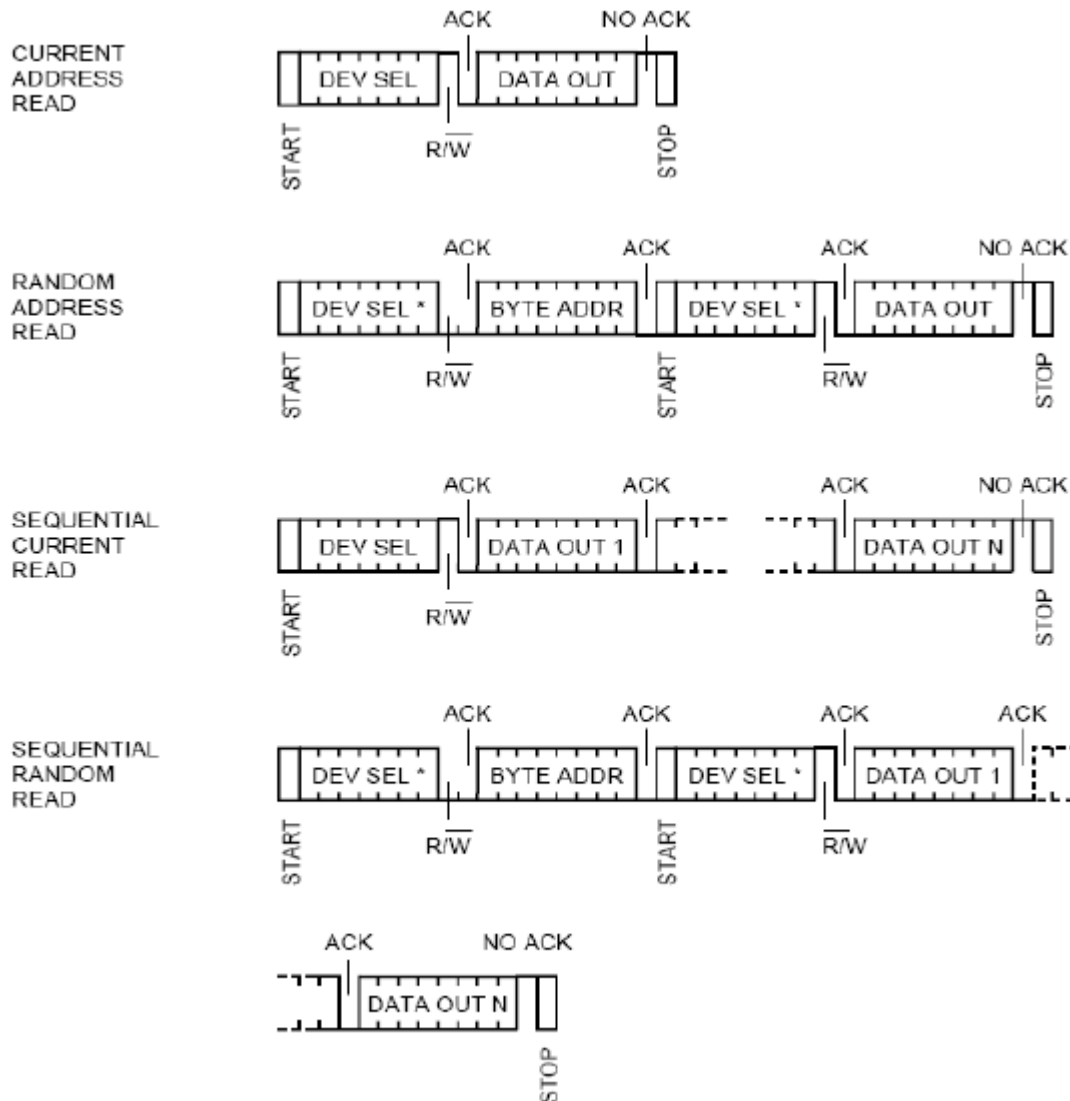 ACK NO ACK
CURRENT
ADDRESS
READ
DEV SEL DATA OUT
START R/W̅ STOP
ACK ACK ACK NO ACK
RANDOM
ADDRESS
READ
DEV SEL * BYTE ADDR DEV SEL * DATA OUT
START R/W̅ START R̅/W STOP
ACK ACK ACK NO ACK
SEQUENTIAL
CURRENT
READ
DEV SEL DATA OUT 1 DATA OUT N
START R/W̅ STOP
ACK ACK ACK ACK
SEQUENTIAL
RANDOM
READ
DEV SEL * BYTE ADDR DEV SEL * DATA OUT 1
START R/W̅ START R̅/W
ACK NO ACK
DATA OUT N
STOP